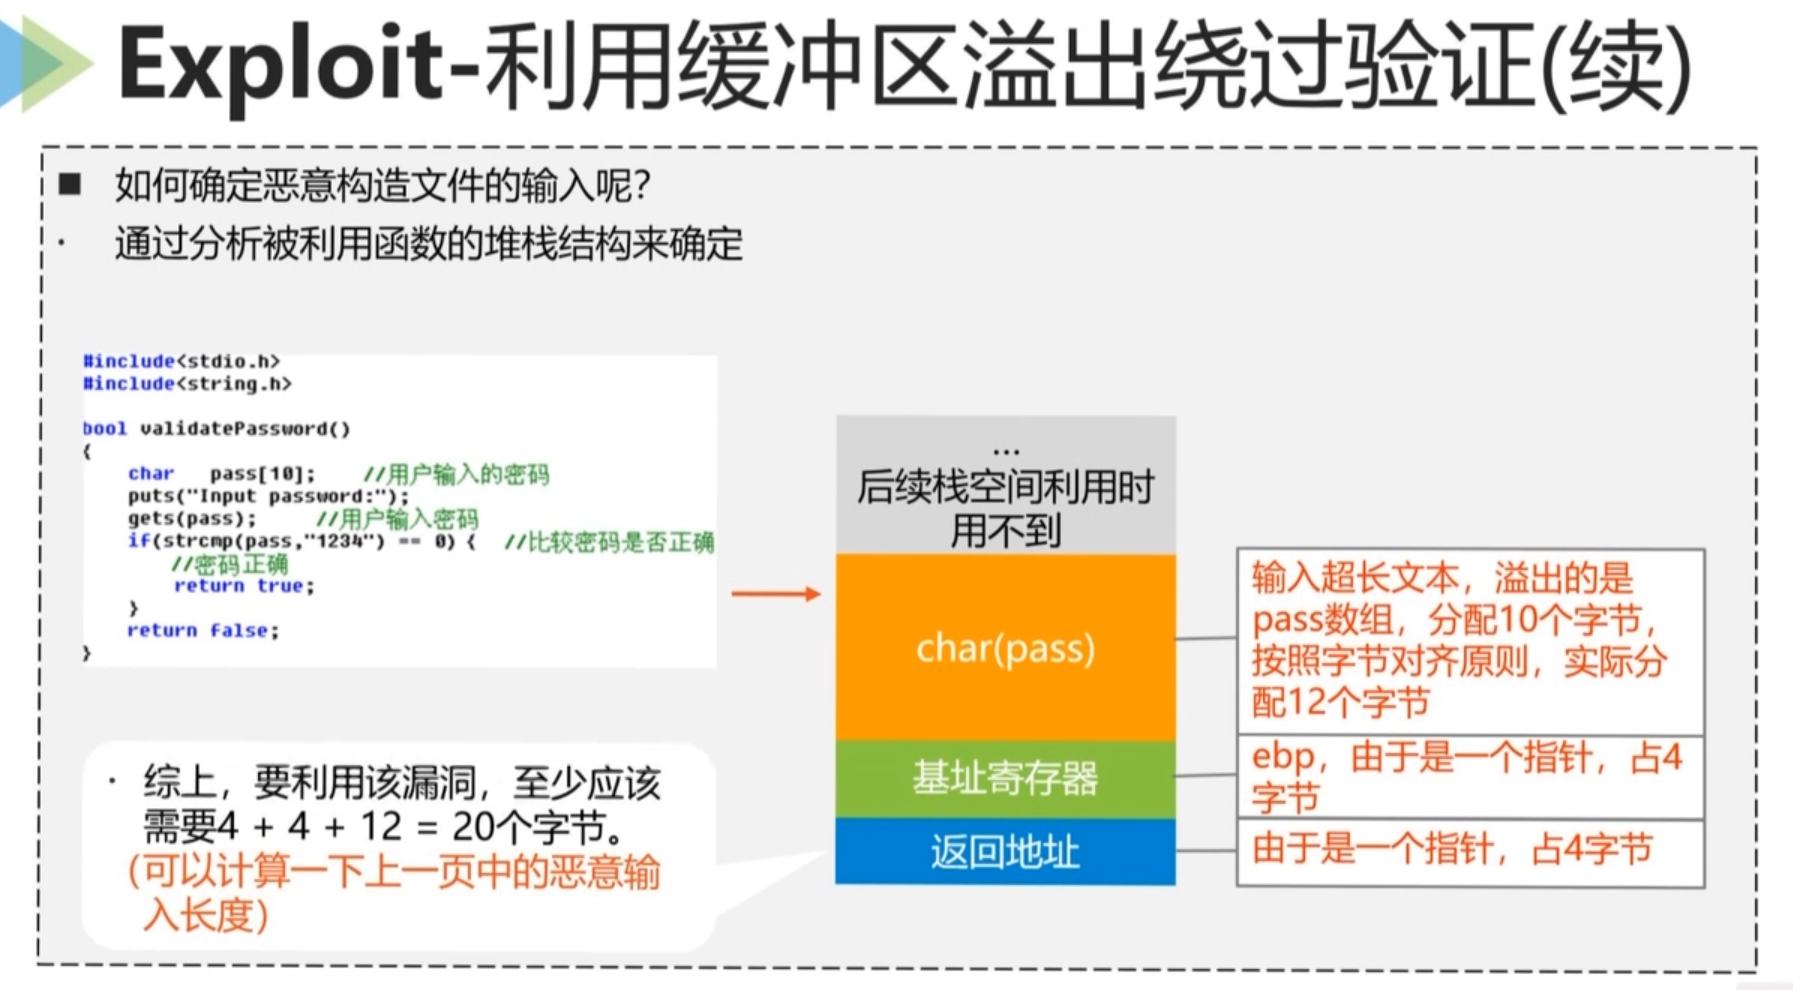 Exploit-利用缓冲区溢出绕过验证(续)
■ 如何确定恶意构造文件的输入呢?
· 通过分析被利用函数的堆栈结构来确定
#include<stdio.h>
#include<string.h>
bool validatePassword()
{
char pass[10]; //用户输入的密码
puts("Input password:");
gets(pass); //用户输入密码
if(strcmp(pass,"1234") == 0) { //比较密码是否正确
//密码正确
return true;
}
return false;
}
· 综上，要利用该漏洞，至少应该
需要4 + 4 + 12 = 20个字节。
(可以计算一下上一页中的恶意输
入长度)
...
后续栈空间利用时
用不到
char(pass)
基址寄存器
返回地址
输入超长文本，溢出的是
pass数组，分配10个字节，
按照字节对齐原则，实际分
配12个字节
ebp，由于是一个指针，占4
字节
由于是一个指针，占4字节